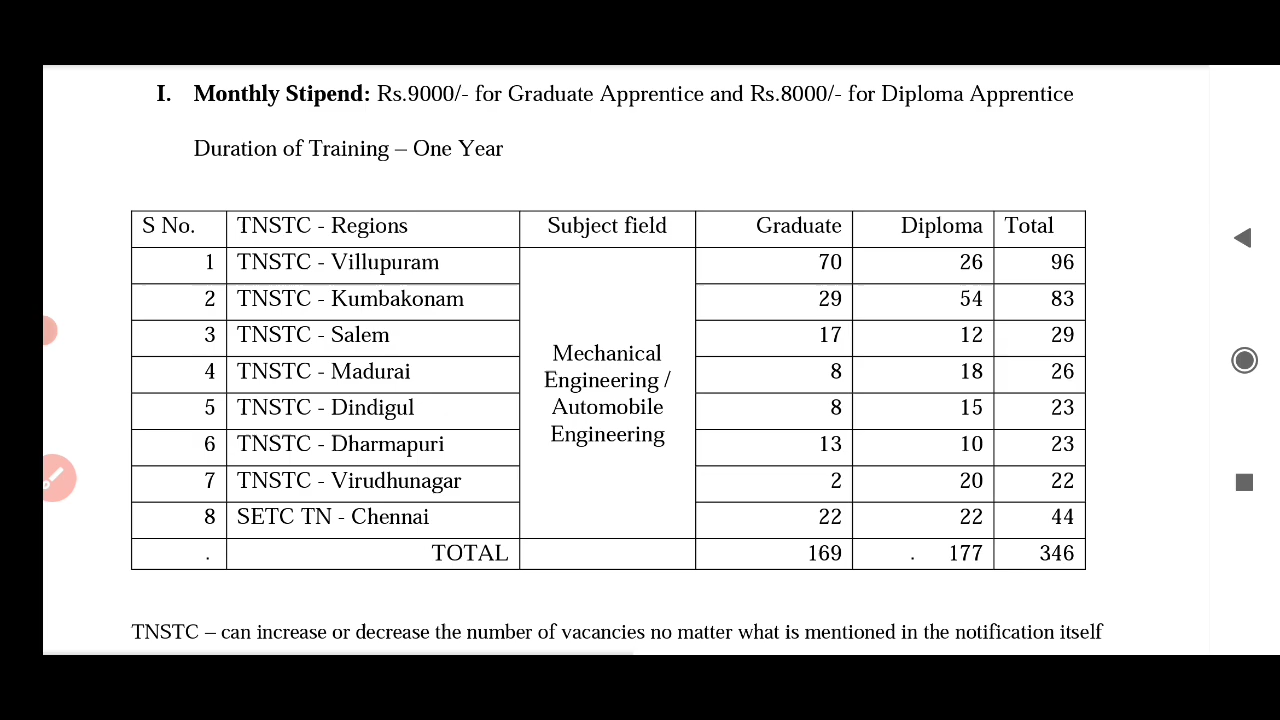 I. Monthly Stipend: Rs.9000/- for Graduate Apprentice and Rs.8000/- for Diploma Apprentice
Duration of Training – One Year
S No. TNSTC - Regions Subject field Graduate Diploma Total
1 TNSTC - Villupuram 70 26 96
2 TNSTC - Kumbakonam 29 54 83
3 TNSTC - Salem 17 12 29
Mechanical
4 TNSTC - Madurai 8 18 26
Engineering /
5 TNSTC - Dindigul Automobile 8 15 23
Engineering
6 TNSTC - Dharmapuri 13 10 23
7 TNSTC - Virudhunagar 2 20 22
8 SETC TN - Chennai 22 22 44
. TOTAL 169 . 177 346
TNSTC – can increase or decrease the number of vacancies no matter what is mentioned in the notification itself